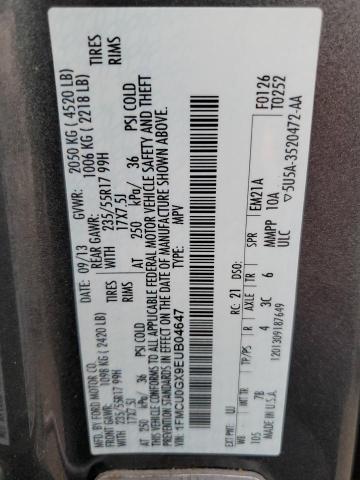 MFD. BY FORD MOTOR CO.
DATE: 09/13 GVWR: 2050 KG ( 4520 LB)
FRONT GAWR: 1098 KG ( 2420 LB) REAR GAWR: 1006 KG ( 2218 LB)
WITH TIRES WITH TIRES
235/55R17 99H RIMS 235/55R17 99H RIMS
17X7.5J 17X7.5J
AT 250 kPa/ 36 PSI COLD AT 250 kPa/ 36 PSI COLD
THIS VEHICLE CONFORMS TO ALL APPLICABLE FEDERAL MOTOR VEHICLE SAFETY AND THEFT
PREVENTION STANDARDS IN EFFECT ON THE DATE OF MANUFACTURE SHOWN ABOVE.
VIN: 1FMCU0GX9EUB04647
TYPE: MPV
F0126
T0252
EXT PNT: UJ RC: 21 DSO:
WB INT TR TP/PS R AXLE TR SPR EM21A
105 7B 4 3C 6 MMPP 10A
ULC
1201309187649
▽5U5A-3520472-AA